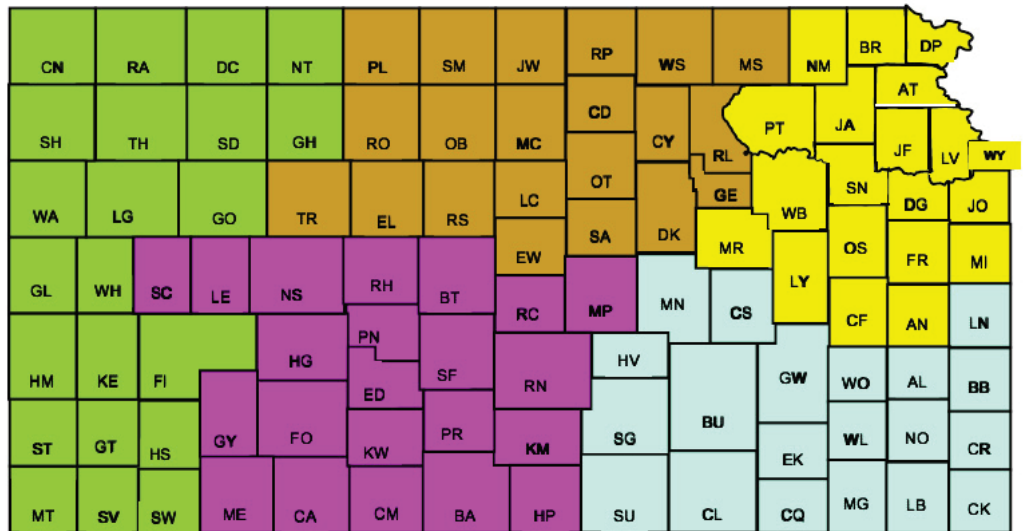 CN RA DC NT PL SM JW RP WS MS NM BR DP
AT
SH TH SD GH RO OB MC CD CY RL PT JA JF LV WY
WA LG GO TR EL RS LC OT GE WB SN DG JO
EW SA DK MR OS FR MI
GL WH SC LE NS RH BT RC MP MN CS LY CF AN LN
HM KE FI HG PN SF RN HV GW WO AL BB
ED
ST GT HS GY FO KW PR KM SG BU EK WL NO CR
MT SV SW ME CA CM BA HP SU CL CQ MG LB CK